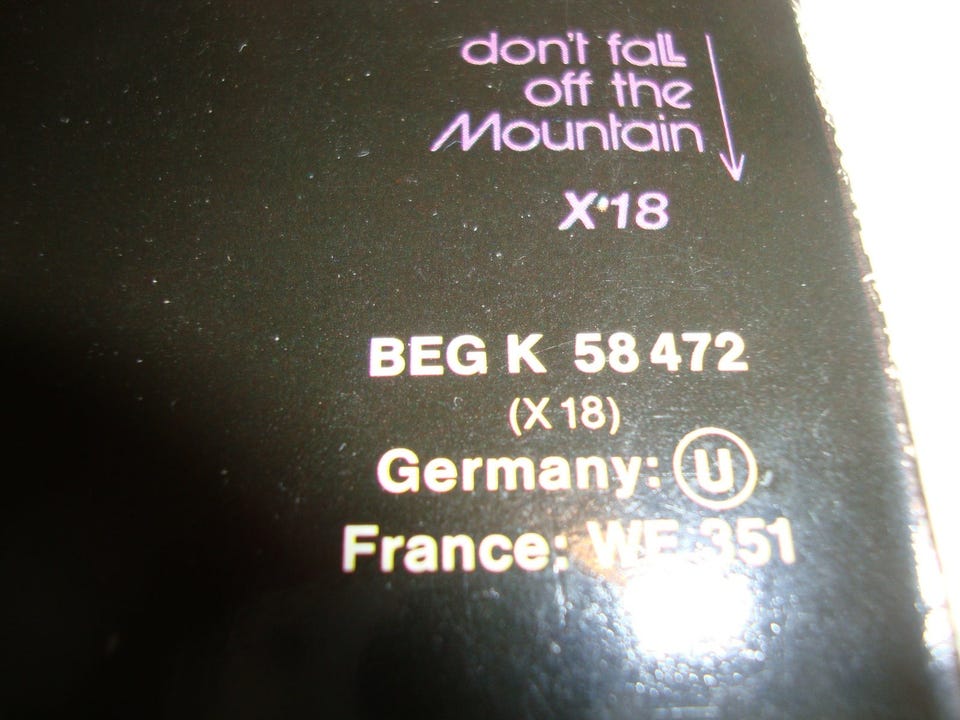 don't fall
off the
Mountain
X·18
BEG K 58 472
(X 18)
Germany: U
France: WE 351